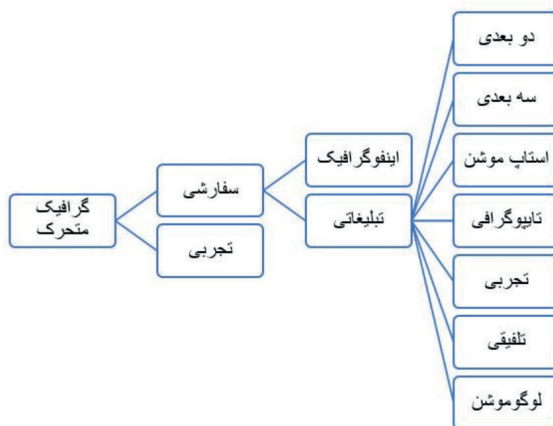 گرافیک
متحرک
سفارشی
تجربی
اینفوگرافیک
تبلیغاتی
دو بعدی
سه بعدی
استاپ موشن
تایپوگرافی
تجربی
تلفیقی
لوگوموشن